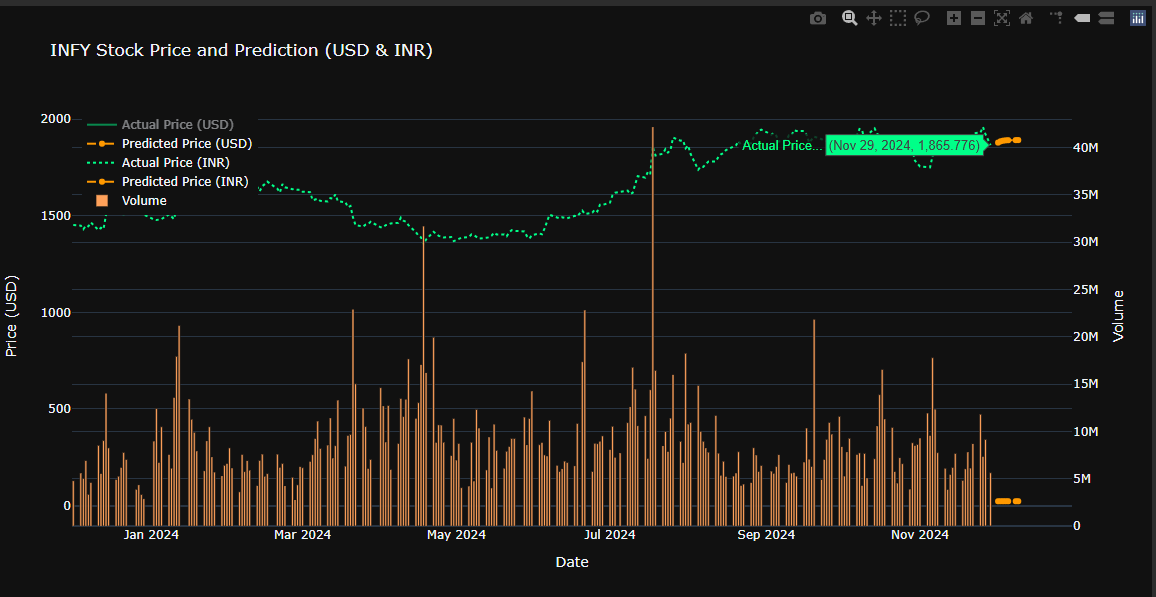 INFY Stock Price and Prediction (USD & INR)
Actual Price (USD)
Predicted Price (USD)
Actual Price (INR)
Predicted Price (INR)
Volume
Actual Price... (Nov 29, 2024, 1,865.776)
2000
1500
1000
500
0
Price (USD)
40M
35M
30M
25M
20M
15M
10M
5M
0
Volume
Jan 2024 Mar 2024 May 2024 Jul 2024 Sep 2024 Nov 2024
Date